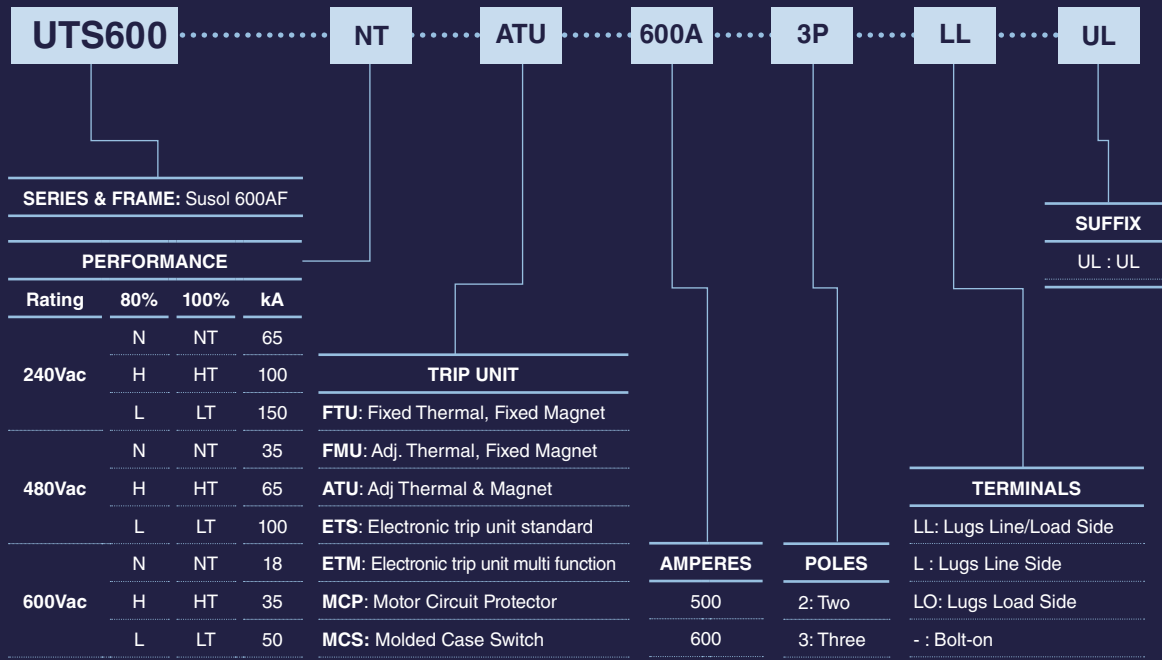 UTS600 NT ATU 600A 3P LL UL
SERIES & FRAME: Susol 600AF
PERFORMANCE
Rating 80% 100% kA
240Vac
N NT 65
H HT 100
L LT 150
480Vac
N NT 35
H HT 65
L LT 100
600Vac
N NT 18
H HT 35
L LT 50
TRIP UNIT
FTU: Fixed Thermal, Fixed Magnet
FMU: Adj. Thermal, Fixed Magnet
ATU: Adj Thermal & Magnet
ETS: Electronic trip unit standard
ETM: Electronic trip unit multi function
MCP: Motor Circuit Protector
MCS: Molded Case Switch
AMPERES
500
600
POLES
2: Two
3: Three
TERMINALS
LL: Lugs Line/Load Side
L : Lugs Line Side
LO: Lugs Load Side
- : Bolt-on
SUFFIX
UL : UL